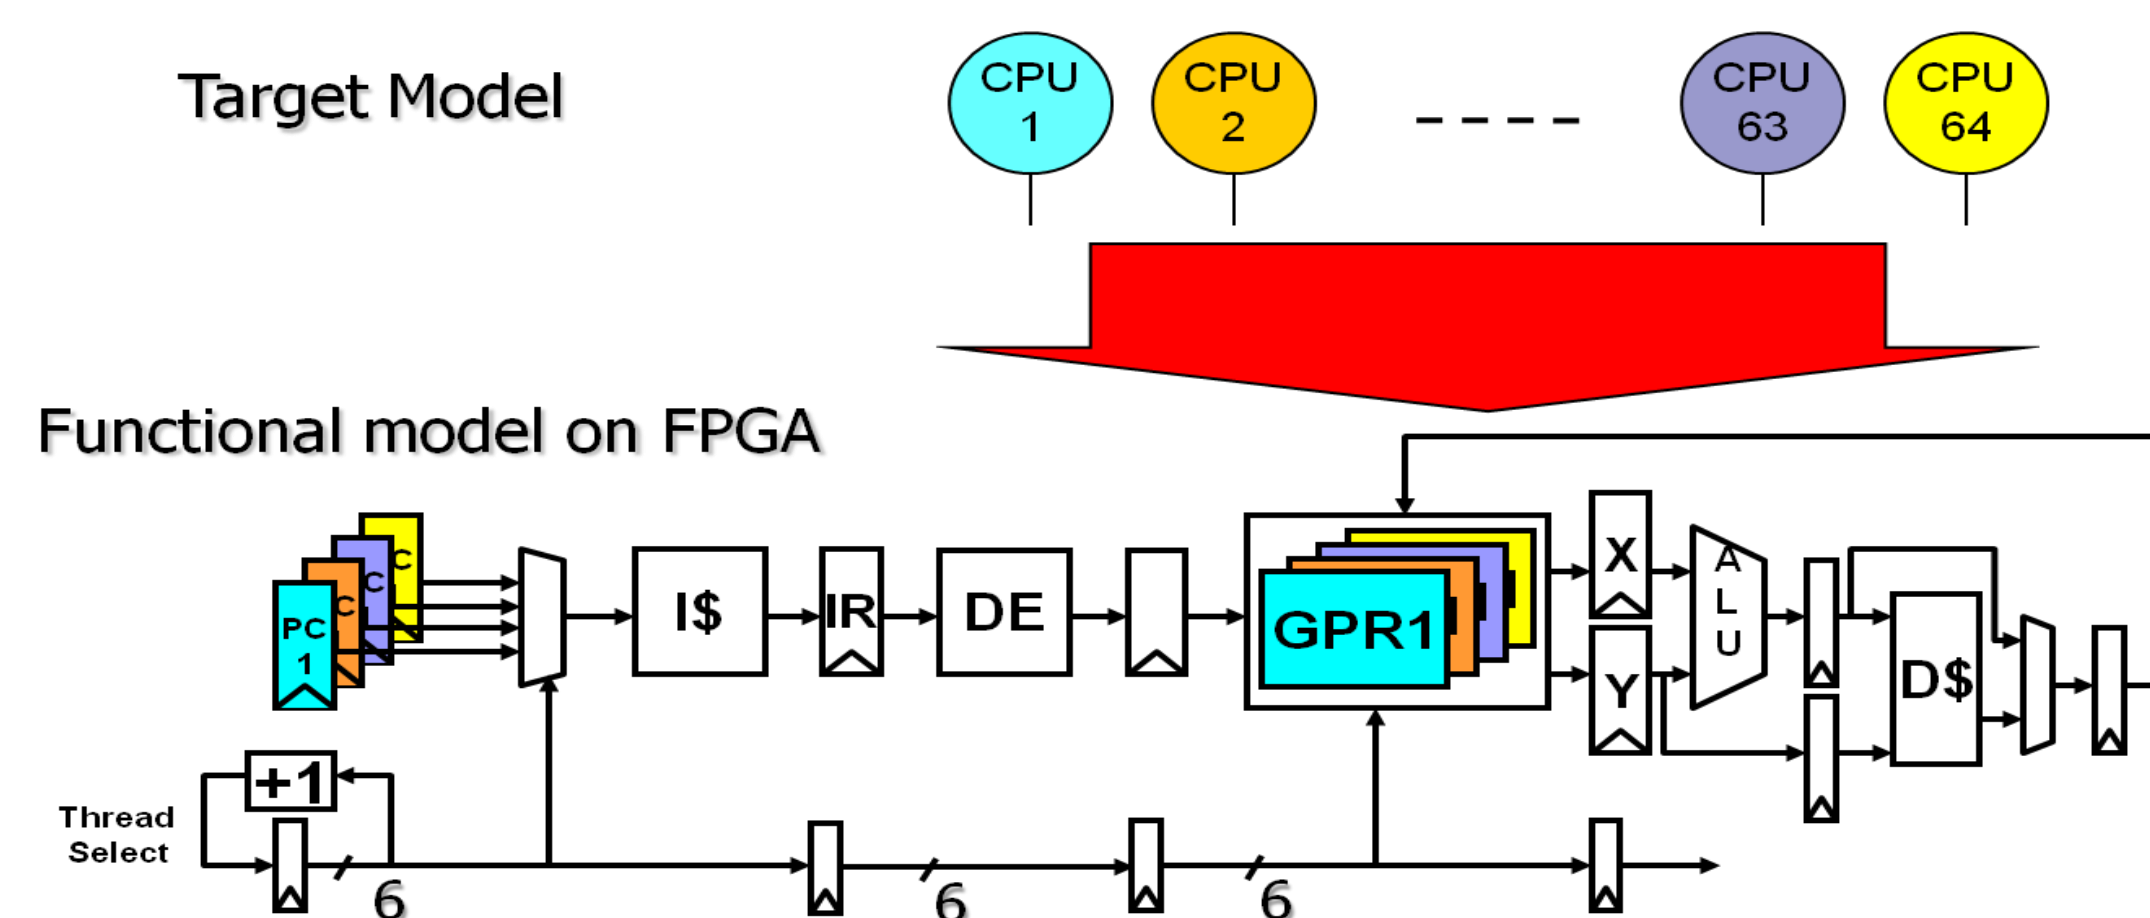 Target Model
CPU
1
CPU
2
CPU
63
CPU
64
Functional model on FPGA
PC
1
C
C
C
I$
IR
DE
GPR1
X
Y
ALU
D$
+1
Thread
Select
6
6
6